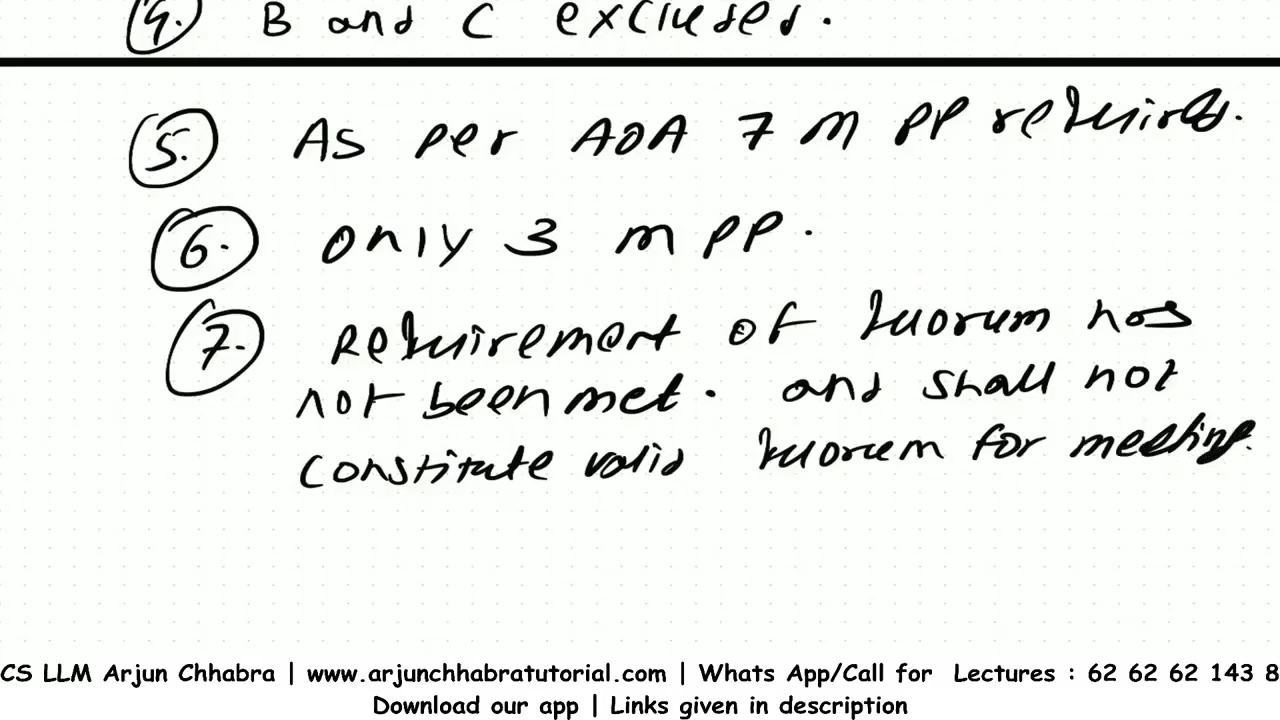 4. B and C excluded.
5. As per AOA 7 M PP required.
6. only 3 M PP.
7. Requirement of quorum has
not been met. and shall not
constitute valid quorum for meeting.
CS LLM Arjun Chhabra | www.arjunchhabratutorial.com | Whats App/Call for Lectures : 62 62 62 143 8
Download our app | Links given in description